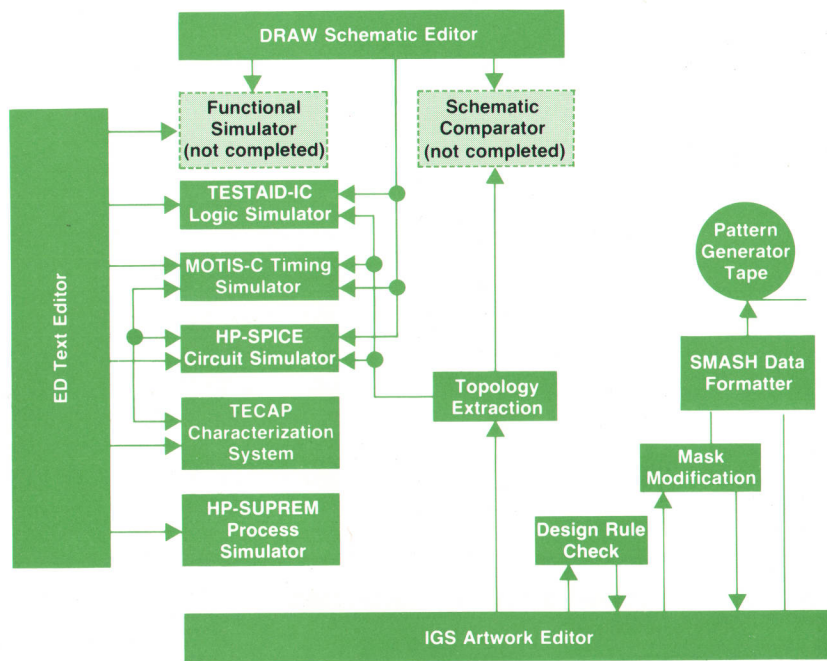 DRAW Schematic Editor
Functional
Simulator
(not completed)
Schematic
Comparator
(not completed)
ED Text Editor
TESTAID-IC
Logic Simulator
MOTIS-C Timing
Simulator
HP-SPICE
Circuit Simulator
TECAP
Characterization
System
HP-SUPREM
Process
Simulator
Topology
Extraction
Pattern
Generator
Tape
SMASH Data
Formatter
Mask
Modification
Design Rule
Check
IGS Artwork Editor